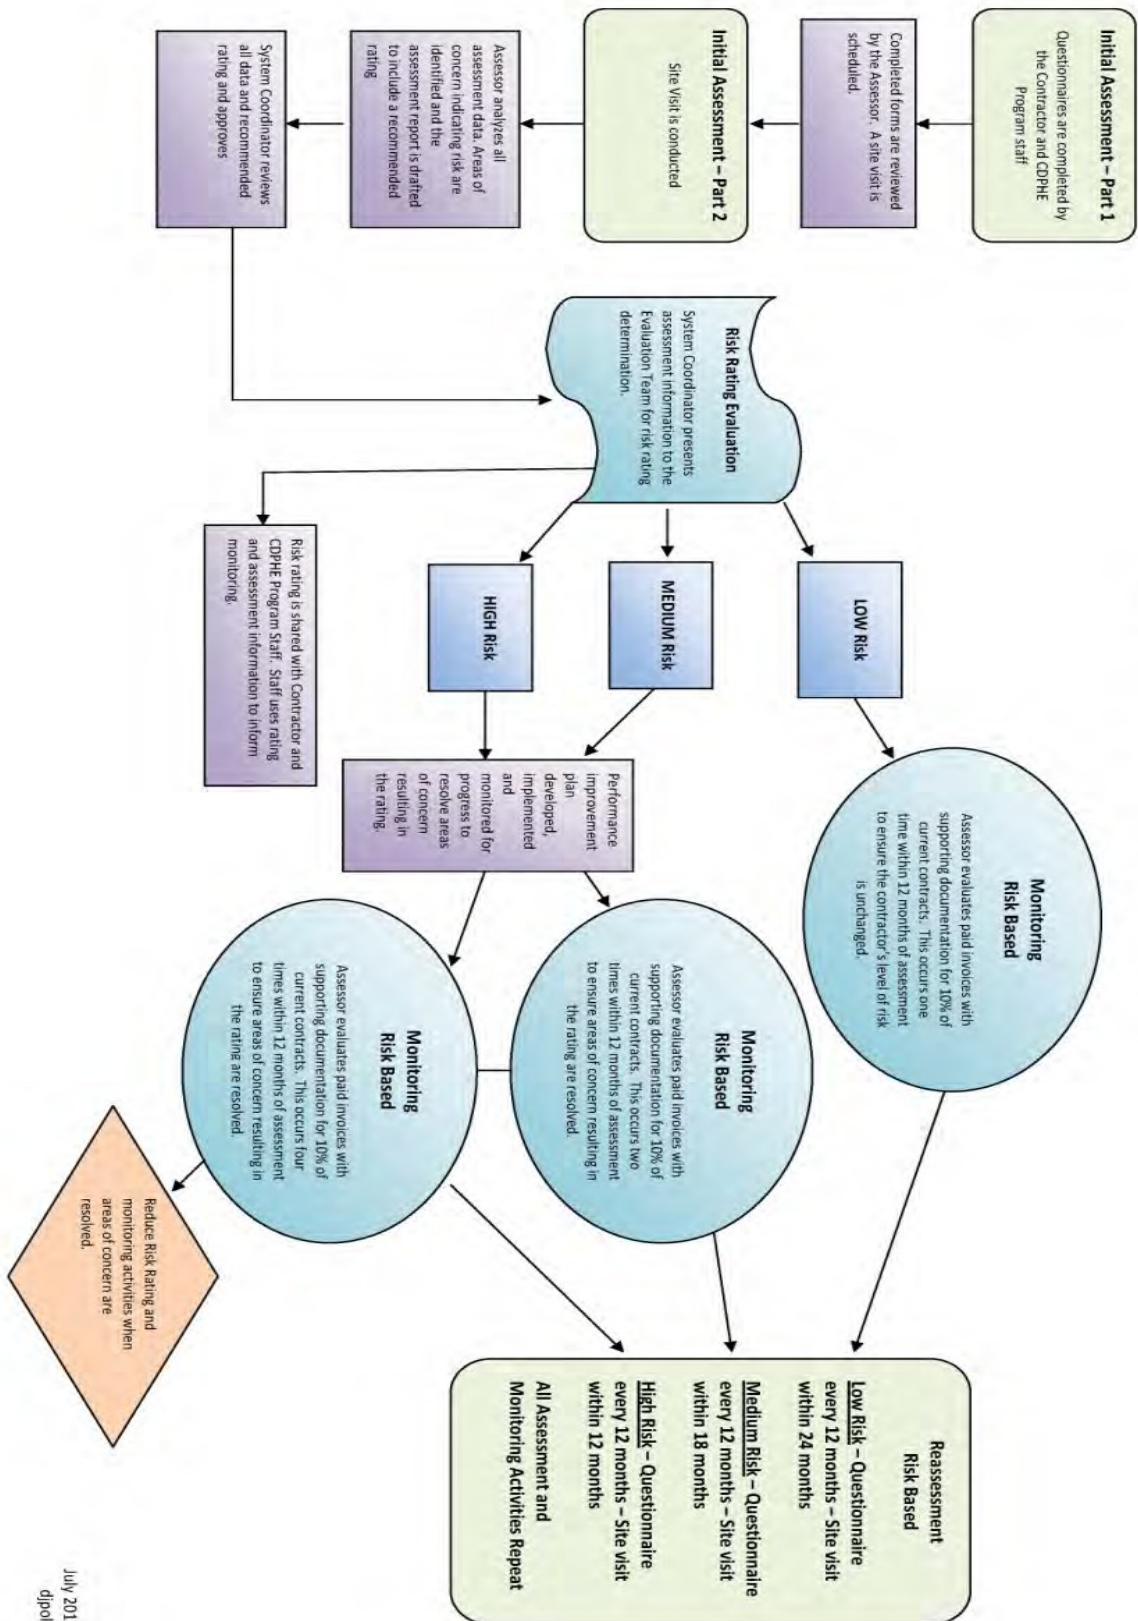 Initial Assessment – Part 1
Questionnaires are completed by
the Contractor and CDPHE
Program staff
Completed forms are reviewed
by the Assessor. A site visit is
scheduled.
Initial Assessment – Part 2
Site Visit is conducted
Assessor analyzes all
assessment data. Areas of
concern indicating risk are
identified and the
assessment report is drafted
to include a recommended
rating
System Coordinator reviews
all data and recommended
rating and approves
Risk Rating Evaluation
System Coordinator presents
assessment information to the
Evaluation Team for risk rating
determination.
Risk rating is shared with Contractor and
CDPHE Program Staff. Staff uses rating
and assessment information to inform
monitoring.
LOW Risk
MEDIUM Risk
HIGH Risk
Performance
improvement
plan
developed,
implemented
and
monitored for
progress to
resolve areas
of concern
resulting in
the rating.
Monitoring
Risk Based
Assessor evaluates paid invoices with
supporting documentation for 10% of
current contracts. This occurs one
time within 12 months of assessment
to ensure the contractor's level of risk
is unchanged.
Monitoring
Risk Based
Assessor evaluates paid invoices with
supporting documentation for 10% of
current contracts. This occurs two
times within 12 months of assessment
to ensure areas of concern resulting in
the rating are resolved.
Monitoring
Risk Based
Assessor evaluates paid invoices with
supporting documentation for 10% of
current contracts. This occurs four
times within 12 months of assessment
to ensure areas of concern resulting in
the rating are resolved.
Reduce Risk Rating and
monitoring activities when
areas of concern are
resolved.
Reassessment
Risk Based
Low Risk – Questionnaire
every 12 months – Site visit
within 24 months
Medium Risk – Questionnaire
every 12 months – Site visit
within 18 months
High Risk – Questionnaire
every 12 months – Site visit
within 12 months
All Assessment and
Monitoring Activities Repeat
July 201
djpol